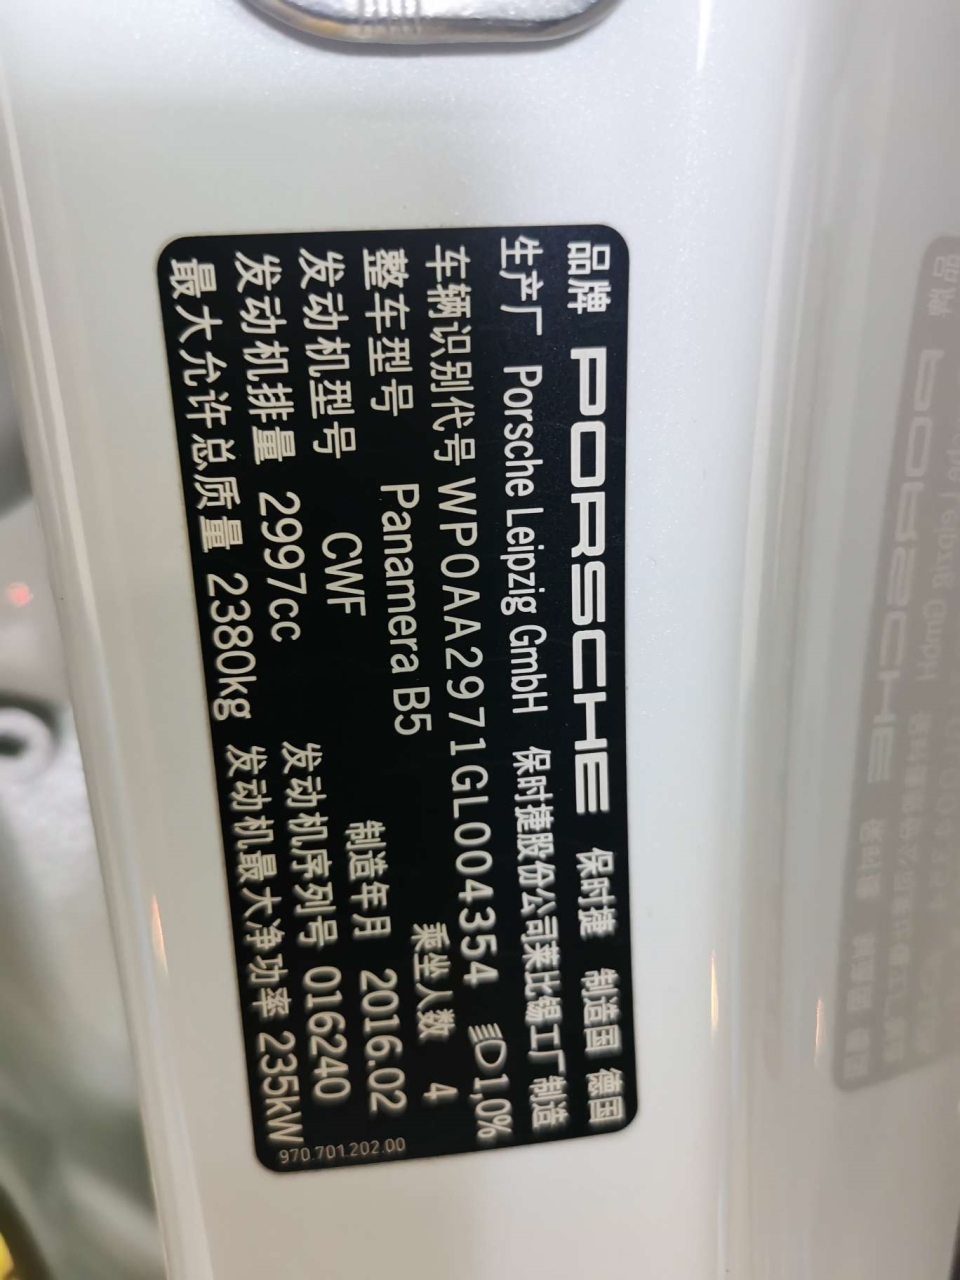 品牌 PORSCHE 保时捷 制造国 德国
生产厂 Porsche Leipzig GmbH 保时捷股份公司莱比锡工厂制造
车辆识别代号 WP0AA2971GL004354 1,0%
整车型号 Panamera B5 乘坐人数 4
发动机型号 CWF 制造年月 2016.02
发动机排量 2997cc 发动机序列号 016240
最大允许总质量 2380kg 发动机最大净功率 235kW
970.701.202.00